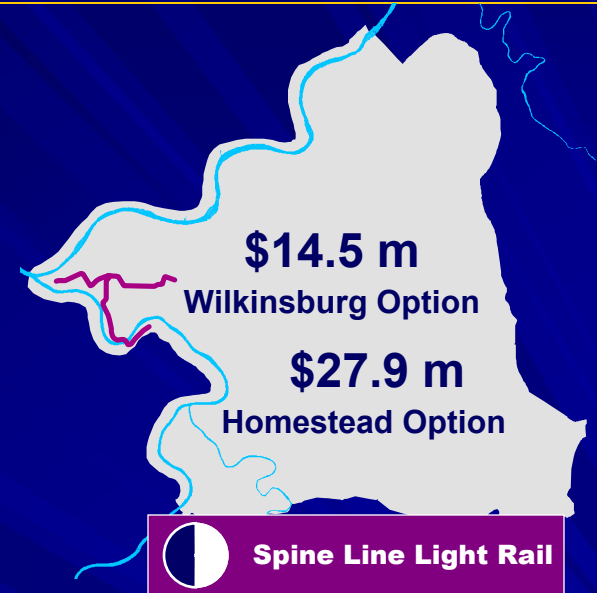 $14.5 m
Wilkinsburg Option
$27.9 m
Homestead Option
Spine Line Light Rail